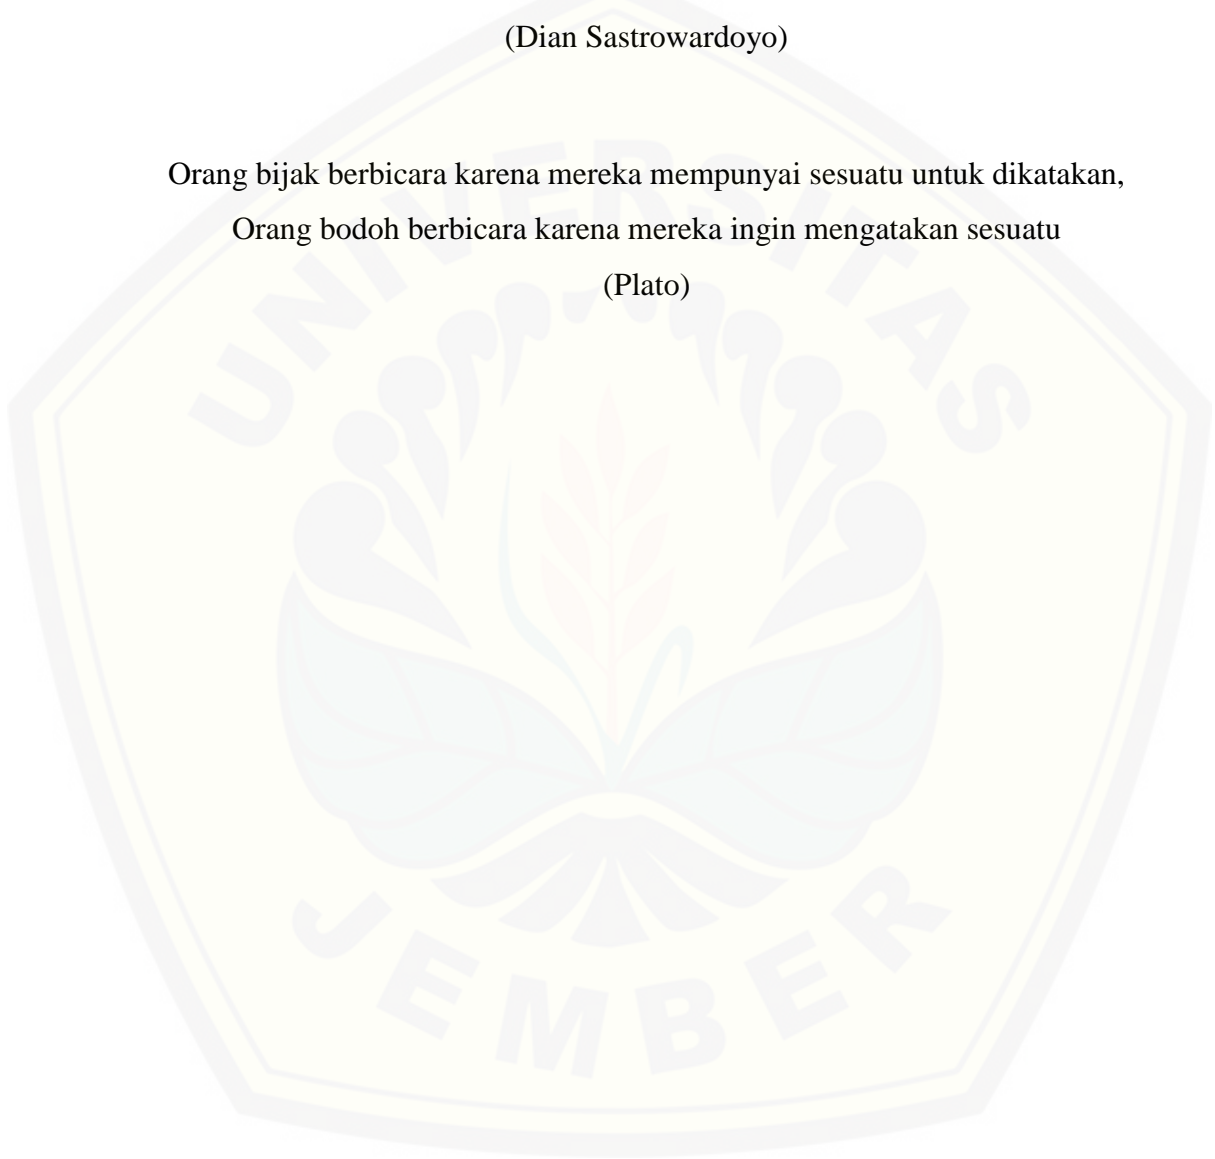 (Dian Sastrowardoyo)
Orang bijak berbicara karena mereka mempunyai sesuatu untuk dikatakan,
Orang bodoh berbicara karena mereka ingin mengatakan sesuatu
(Plato)
UNIVERSITAS
JEMBER